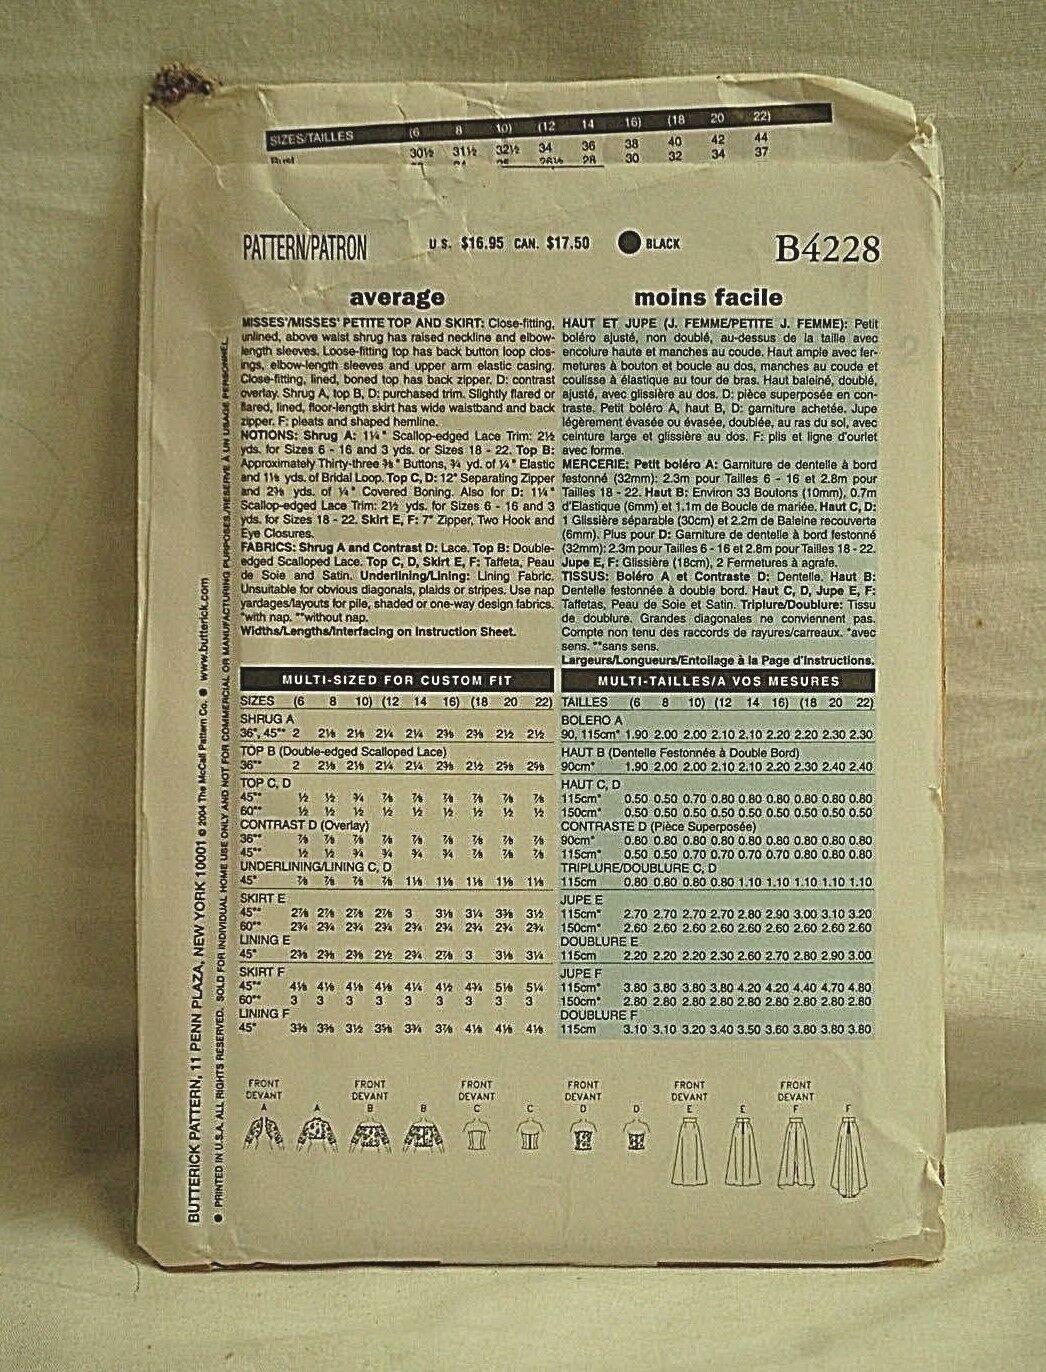 SIZES/TAILLES (6 8 10) (12 14 16) (18 20 22)
Bust 30½ 31½ 32½ 34 36 38 40 42 44
28 30 32 34 37
PATTERN/PATRON U S. $16.95 CAN. $17.50 BLACK B4228
average
MISSES'/MISSES' PETITE TOP AND SKIRT: Close-fitting,
unlined, above waist shrug has raised neckline and elbow-
length sleeves. Loose-fitting top has back button loop clos-
ings, elbow-length sleeves and upper arm elastic casing.
Close-fitting, lined, boned top has back zipper. D: contrast
overlay. Shrug A, top B, D: purchased trim. Slightly flared or
flared, lined, floor-length skirt has wide waistband and back
zipper. F: pleats and shaped hemline.
NOTIONS: Shrug A: 1¼" Scallop-edged Lace Trim: 2½
yds. for Sizes 6 - 16 and 3 yds. or Sizes 18 - 22. Top B:
Approximately Thirty-three ⅜" Buttons, ¾ yd. of ¼" Elastic
and 1⅛ yds. of Bridal Loop. Top C, D: 12" Separating Zipper
and 2⅜ yds. of ¼" Covered Boning. Also for D: 1¼"
Scallop-edged Lace Trim: 2½ yds. for Sizes 6 - 16 and 3
yds. for Sizes 18 - 22. Skirt E, F: 7" Zipper, Two Hook and
Eye Closures.
FABRICS: Shrug A and Contrast D: Lace. Top B: Double-
edged Scalloped Lace. Top C, D, Skirt E, F: Taffeta, Peau
de Soie and Satin. Underlining/Lining: Lining Fabric.
Unsuitable for obvious diagonals, plaids or stripes. Use nap
yardages/layouts for pile, shaded or one-way design fabrics.
*with nap. **without nap.
Widths/Lengths/Interfacing on Instruction Sheet.
moins facile
HAUT ET JUPE (J. FEMME/PETITE J. FEMME): Petit
boléro ajusté, non doublé, au-dessus de la taille avec
encolure haute et manches au coude. Haut ample avec fer-
metures à bouton et boucle au dos, manches au coude et
coulisse à élastique au tour de bras. Haut baleiné, doublé,
ajusté, avec glissière au dos. D: pièce superposée en con-
traste. Petit boléro A, haut B, D: garniture achetée. Jupe
légèrement évasée ou évasée, doublée, au ras du sol, avec
ceinture large et glissière au dos. F: plis et ligne d'ourlet
avec forme.
MERCERIE: Petit boléro A: Garniture de dentelle à bord
festonné (32mm): 2.3m pour Tailles 6 - 16 et 2.8m pour
Tailles 18 - 22. Haut B: Environ 33 Boutons (10mm), 0.7m
d'Elastique (6mm) et 1.1m de Boucle de mariée. Haut C, D:
1 Glissière séparable (30cm) et 2.2m de Baleine recouverte
(6mm). Plus pour D: Garniture de dentelle à bord festonné
(32mm): 2.3m pour Tailles 6 - 16 et 2.8m pour Tailles 18 - 22.
Jupe E, F: Glissière (18cm), 2 Fermetures à agrafe.
TISSUS: Boléro A et Contraste D: Dentelle. Haut B:
Dentelle festonnée à double bord. Haut C, D, Jupe E, F:
Taffetas, Peau de Soie et Satin. Triplure/Doublure: Tissu
de doublure. Grandes diagonales ne conviennent pas.
Compte non tenu des raccords de rayures/carreaux. *avec
sens. **sans sens.
Largeurs/Longueurs/Entoilage à la Page d'Instructions.
MULTI-SIZED FOR CUSTOM FIT
SIZES (6 8 10) (12 14 16) (18 20 22)
SHRUG A
36", 45"* 2 2⅛ 2⅛ 2¼ 2¼ 2⅜ 2⅜ 2½ 2½
TOP B (Double-edged Scalloped Lace)
36"* 2 2⅛ 2⅛ 2¼ 2¼ 2⅜ 2½ 2⅝ 2⅝
TOP C, D
45"* ½ ½ ¾ ⅞ ⅞ ⅞ ⅞ ⅞ ⅞
60"* ½ ½ ½ ½ ½ ½ ½ ½ ½
CONTRAST D (Overlay)
36"* ⅞ ⅞ ⅞ ⅞ ⅞ ⅞ ⅞ ⅞ ⅞
45"* ½ ½ ¾ ¾ ¾ ¾ ⅞ ⅞ ⅞
UNDERLINING/LINING C, D
45" ⅞ ⅞ ⅞ ⅞ 1⅛ 1⅛ 1⅛ 1⅛ 1⅛
SKIRT E
45"* 2⅞ 2⅞ 2⅞ 2⅞ 3 3⅛ 3¼ 3⅜ 3½
60"* 2¾ 2¾ 2¾ 2¾ 2¾ 2¾ 2¾ 2¾ 2¾
LINING E
45" 2⅜ 2⅜ 2⅜ 2½ 2¾ 2⅞ 3 3⅛ 3¼
SKIRT F
45"* 4⅛ 4⅛ 4⅛ 4⅛ 4¼ 4½ 4¾ 5⅛ 5¼
60"* 3 3 3 3 3 3 3 3 3
LINING F
45" 3⅜ 3⅜ 3½ 3⅝ 3¾ 3⅞ 4⅛ 4⅛ 4⅛
MULTI-TAILLES/A VOS MESURES
TAILLES (6 8 10) (12 14 16) (18 20 22)
BOLERO A
90, 115cm* 1.90 2.00 2.00 2.10 2.10 2.20 2.20 2.30 2.30
HAUT B (Dentelle Festonnée à Double Bord)
90cm* 1.90 2.00 2.00 2.10 2.10 2.20 2.30 2.40 2.40
HAUT C, D
115cm* 0.50 0.50 0.70 0.80 0.80 0.80 0.80 0.80 0.80
150cm* 0.50 0.50 0.50 0.50 0.50 0.50 0.50 0.50 0.50
CONTRASTE D (Pièce Superposée)
90cm* 0.80 0.80 0.80 0.80 0.80 0.80 0.80 0.80 0.80
115cm* 0.50 0.50 0.70 0.70 0.70 0.70 0.80 0.80 0.80
TRIPLURE/DOUBLURE C, D
115cm 0.80 0.80 0.80 0.80 1.10 1.10 1.10 1.10 1.10
JUPE E
115cm* 2.70 2.70 2.70 2.70 2.80 2.90 3.00 3.10 3.20
150cm* 2.60 2.60 2.60 2.60 2.60 2.60 2.60 2.60 2.60
DOUBLURE E
115cm 2.20 2.20 2.20 2.30 2.60 2.70 2.80 2.90 3.00
JUPE F
115cm* 3.80 3.80 3.80 3.80 4.20 4.20 4.40 4.70 4.80
150cm* 2.80 2.80 2.80 2.80 2.80 2.80 2.80 2.80 2.80
DOUBLURE F
115cm 3.10 3.10 3.20 3.40 3.50 3.60 3.80 3.80 3.80
FRONT FRONT FRONT FRONT FRONT FRONT
DEVANT DEVANT DEVANT DEVANT DEVANT DEVANT
A A B B C C D D E E F F
BUTTERICK PATTERN, 11 PENN PLAZA, NEW YORK 10001 © 2004 The McCall Pattern Co. ● www.butterick.com
● PRINTED IN U.S.A. ALL RIGHTS RESERVED. SOLD FOR INDIVIDUAL HOME USE ONLY AND NOT FOR COMMERCIAL OR MANUFACTURING PURPOSES./RESERVE À UN USAGE PERSONNEL.